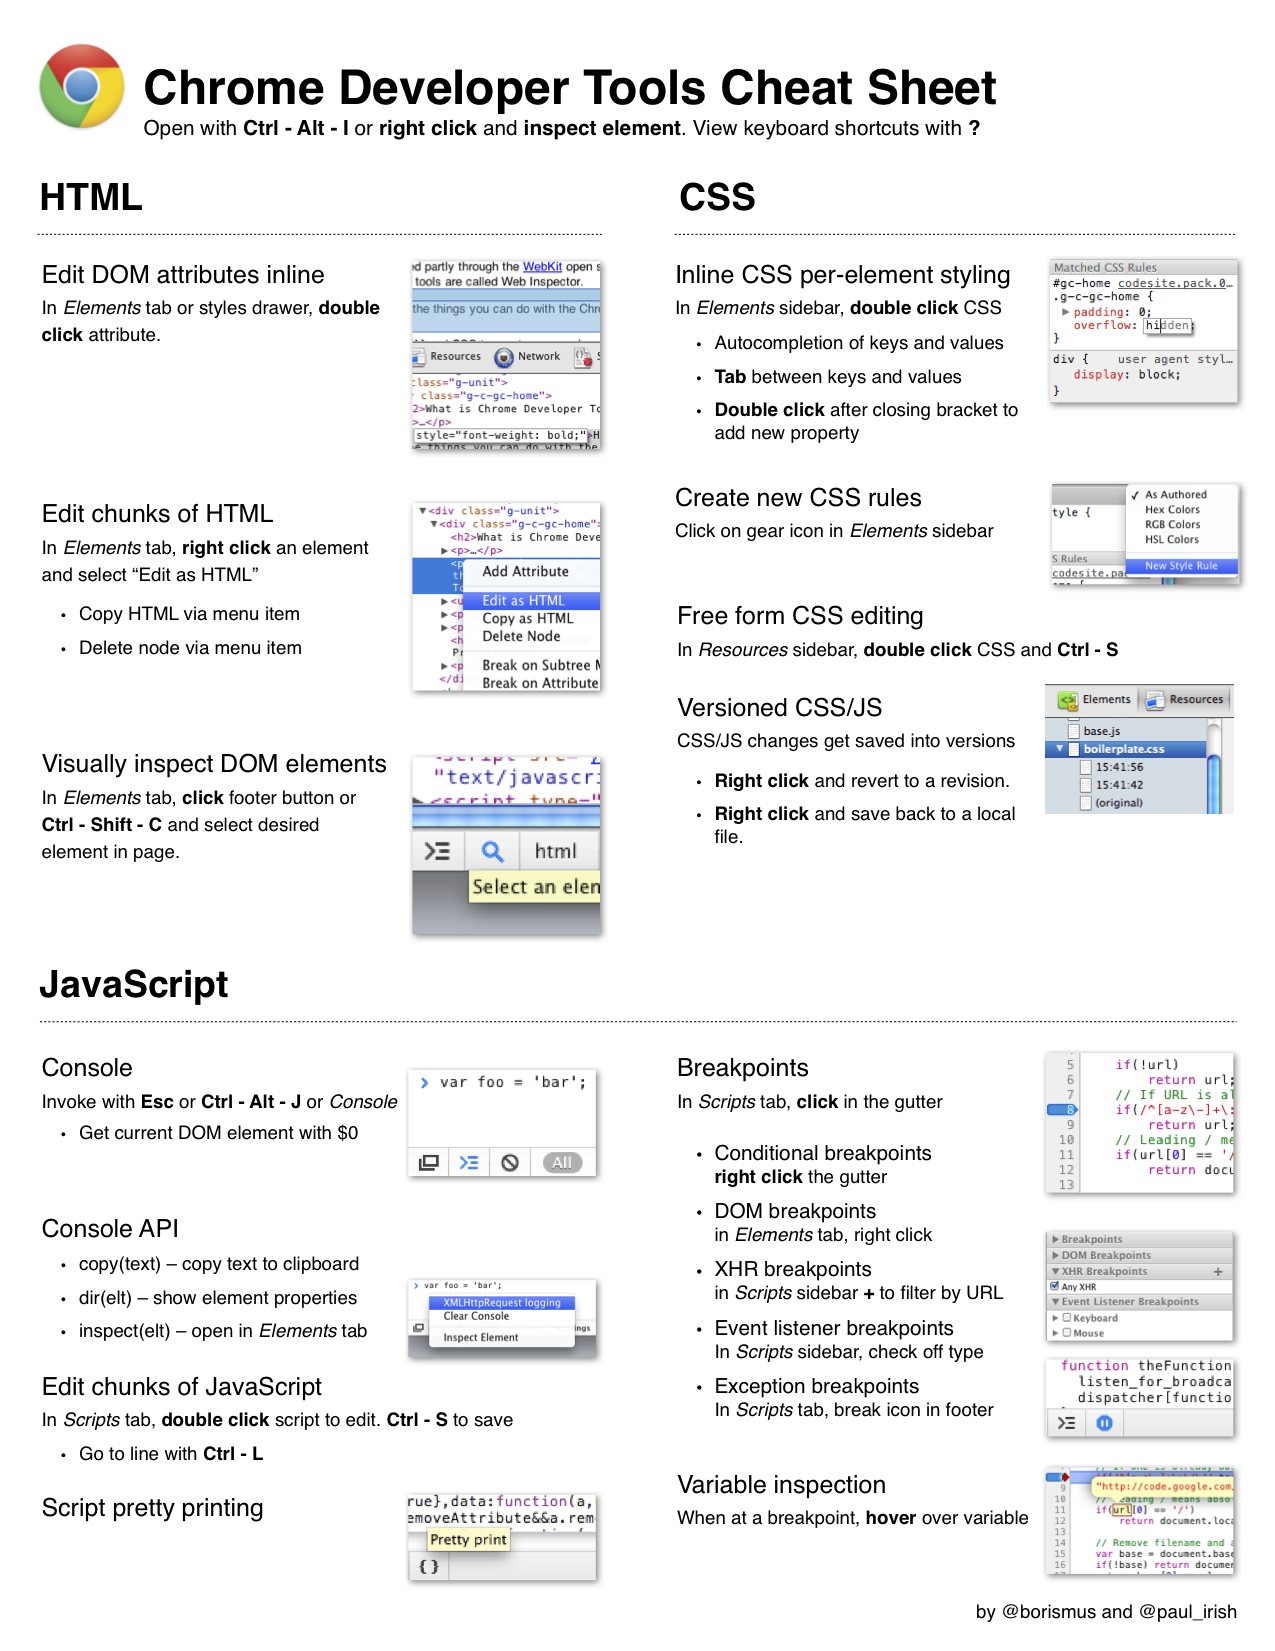 Chrome Developer Tools Cheat Sheet
Open with Ctrl - Alt - I or right click and inspect element. View keyboard shortcuts with ?
HTML
Edit DOM attributes inline
In Elements tab or styles drawer, double
click attribute.
d partly through the WebKit open s
tools are called Web Inspector.
the things you can do with the Chr
Resources
Network
lass="g-unit">
class="g-c-gc-home">
2>What is Chrome Developer To
>…</p>
style="font-weight: bold;">H
Edit chunks of HTML
In Elements tab, right click an element
and select “Edit as HTML”
• Copy HTML via menu item
• Delete node via menu item
▼<div class="g-unit">
▼<div class="g-c-gc-home">
<h2>What is Chrome Deve
▶<p>…</p>
Add Attribute
Edit as HTML
Copy as HTML
Delete Node
Break on Subtree M
Break on Attribute
Visually inspect DOM elements
In Elements tab, click footer button or
Ctrl - Shift - C and select desired
element in page.
"text/javascri
<script type="
html
Select an elen
CSS
Inline CSS per-element styling
In Elements sidebar, double click CSS
• Autocompletion of keys and values
• Tab between keys and values
• Double click after closing bracket to
add new property
Matched CSS Rules
#gc-home codesite.pack.0…
.g-c-gc-home {
▶ padding: 0;
overflow: hidden;
}
div { user agent styl…
display: block;
}
Create new CSS rules
Click on gear icon in Elements sidebar
tyle {
S Rules
codesite.pa
✓ As Authored
Hex Colors
RGB Colors
HSL Colors
New Style Rule
Free form CSS editing
In Resources sidebar, double click CSS and Ctrl - S
Versioned CSS/JS
CSS/JS changes get saved into versions
• Right click and revert to a revision.
• Right click and save back to a local
file.
Elements
Resources
base.js
boilerplate.css
15:41:56
15:41:42
(original)
JavaScript
Console
Invoke with Esc or Ctrl - Alt - J or Console
• Get current DOM element with $0
> var foo = 'bar';
All
Console API
• copy(text) – copy text to clipboard
• dir(elt) – show element properties
• inspect(elt) – open in Elements tab
> var foo = 'bar';
XMLHttpRequest logging
Clear Console
Inspect Element
ngs
Edit chunks of JavaScript
In Scripts tab, double click script to edit. Ctrl - S to save
• Go to line with Ctrl - L
Script pretty printing
rue},data:function(a,
emoveAttribute&&a.rem
Pretty print
{}
Breakpoints
In Scripts tab, click in the gutter
• Conditional breakpoints
right click the gutter
• DOM breakpoints
in Elements tab, right click
• XHR breakpoints
in Scripts sidebar + to filter by URL
• Event listener breakpoints
In Scripts sidebar, check off type
• Exception breakpoints
In Scripts tab, break icon in footer
5 if(!url)
6 return url;
7 // If URL is al
8 if(/^[a-z\-]+\:
9 return url;
10 // Leading / me
11 if(url[0] == '/
12 return docu
13
▶ Breakpoints
▶ DOM Breakpoints
▼ XHR Breakpoints +
Any XHR
▼ Event Listener Breakpoints
▶ Keyboard
▶ Mouse
function theFunction
listen_for_broadca
dispatcher[functio
Variable inspection
When at a breakpoint, hover over variable
"http://code.google.com,
9
10 // Leading / means abso
11 if(url[0] == '/')
12 return document.loca
13
14 // Remove filename and a
15 var base = document.base
16 if(!base) return documen
by @borismus and @paul_irish